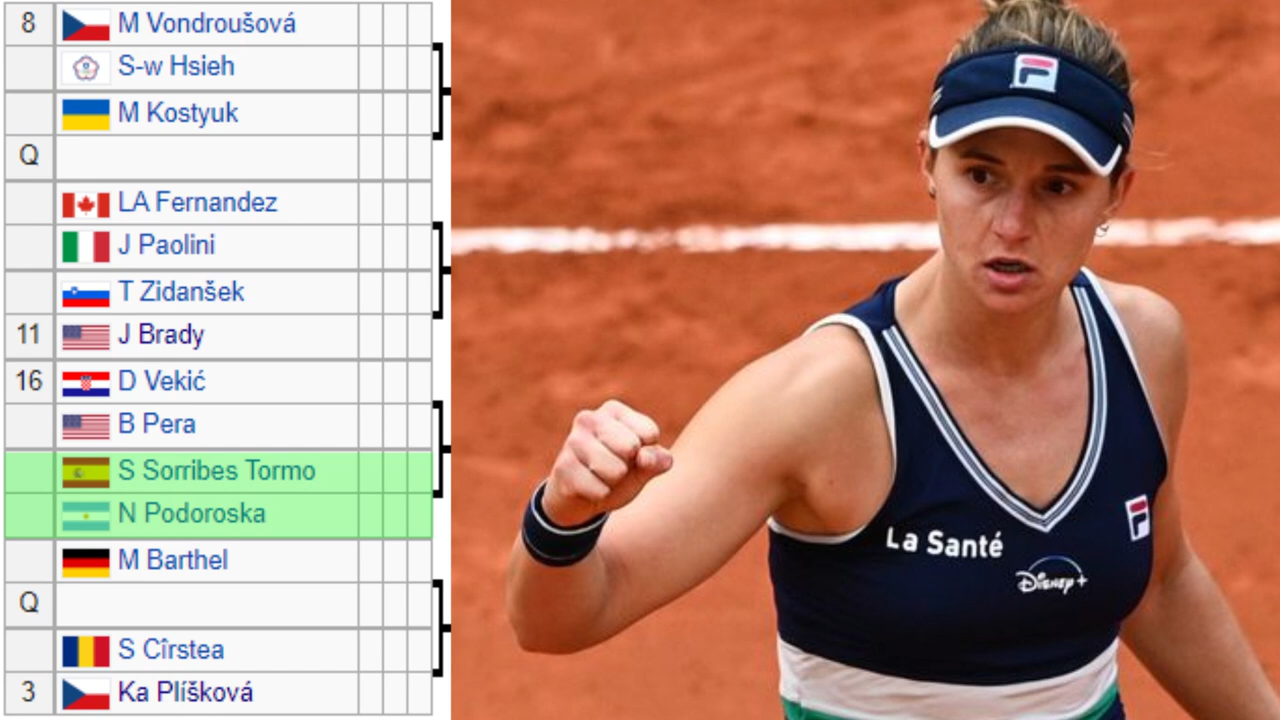 8 M Vondroušová
S-w Hsieh
M Kostyuk
Q
LA Fernandez
J Paolini
T Zidanšek
11 J Brady
16 D Vekić
B Pera
S Sorribes Tormo
N Podoroska
M Barthel
Q
S Cîrstea
3 Ka Plíšková
F
La Santé
Disney+
F